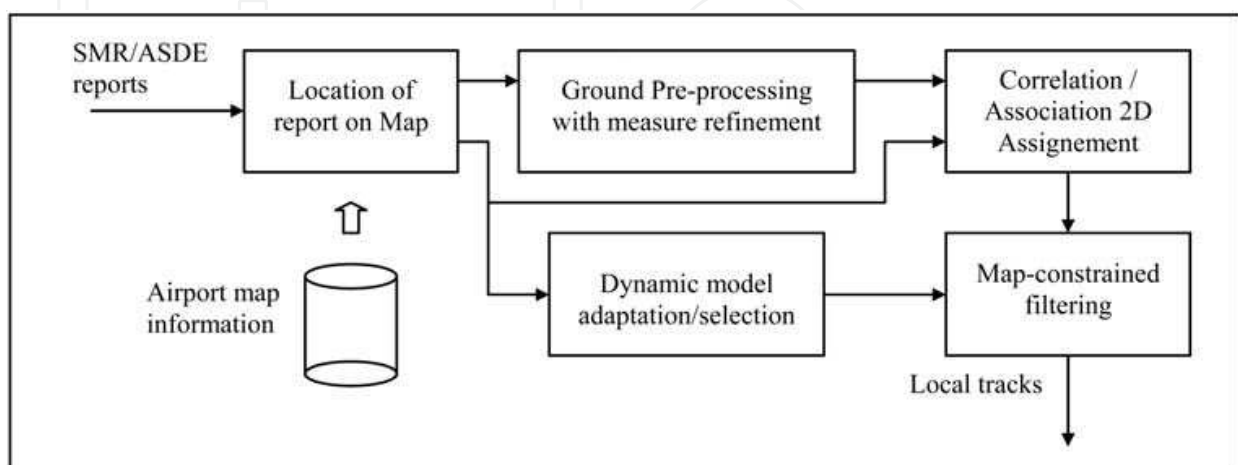 SMR/ASDE
reports
Location of
report on Map
Ground Pre-processing
with measure refinement
Correlation /
Association 2D
Assignement
Airport map
information
Dynamic model
adaptation/selection
Map-constrained
filtering
Local tracks